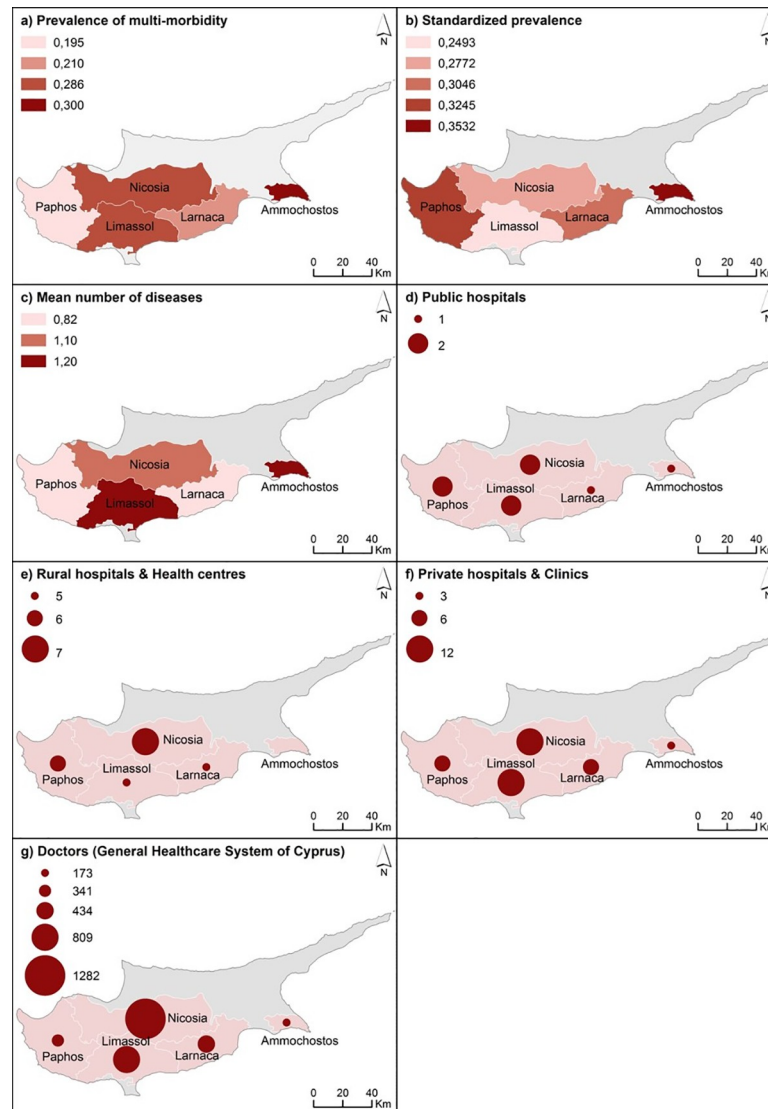 a) Prevalence of multi-morbidity
0,195
0,210
0,286
0,300
N
Nicosia
Paphos
Limassol
Larnaca
Ammochostos
0 20 40
Km
b) Standardized prevalence
0,2493
0,2772
0,3046
0,3245
0,3532
N
Nicosia
Paphos
Limassol
Larnaca
Ammochostos
0 20 40
Km
c) Mean number of diseases
0,82
1,10
1,20
N
Nicosia
Paphos
Limassol
Larnaca
Ammochostos
0 20 40
Km
d) Public hospitals
1
2
N
Nicosia
Paphos
Limassol
Larnaca
Ammochostos
0 20 40
Km
e) Rural hospitals & Health centres
5
6
7
N
Nicosia
Paphos
Limassol
Larnaca
Ammochostos
0 20 40
Km
f) Private hospitals & Clinics
3
6
12
N
Nicosia
Paphos
Limassol
Larnaca
Ammochostos
0 20 40
Km
g) Doctors (General Healthcare System of Cyprus)
173
341
434
809
1282
N
Nicosia
Paphos
Limassol
Larnaca
Ammochostos
0 20 40
Km